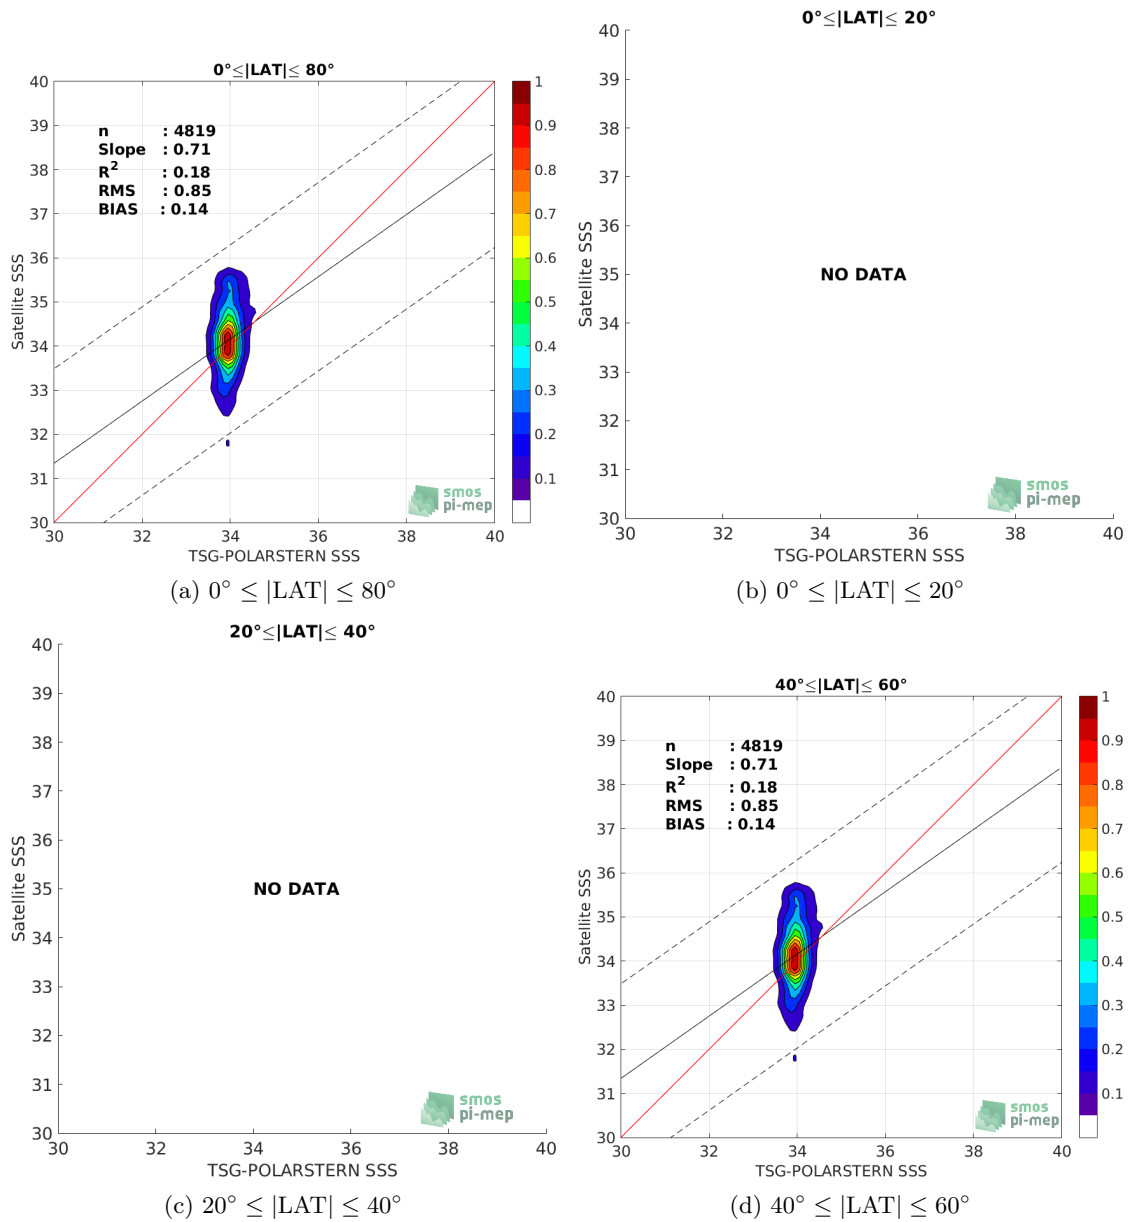 0°≤|LAT|≤ 80°
40
39
38
37
36
35
34
33
32
31
30
30
32
34
36
38
40
n : 4819
Slope : 0.71
R2 : 0.18
RMS : 0.85
BIAS : 0.14
Satellite SSS
TSG-POLARSTERN SSS
1
0.9
0.8
0.7
0.6
0.5
0.4
0.3
0.2
0.1
smos
pi-mep
(a) 0° ≤ |LAT| ≤ 80°
0°≤|LAT|≤ 20°
40
39
38
37
36
35
34
33
32
31
30
30
32
34
36
38
40
NO DATA
Satellite SSS
TSG-POLARSTERN SSS
smos
pi-mep
(b) 0° ≤ |LAT| ≤ 20°
20°≤|LAT|≤ 40°
40
39
38
37
36
35
34
33
32
31
30
30
32
34
36
38
40
NO DATA
Satellite SSS
TSG-POLARSTERN SSS
smos
pi-mep
(c) 20° ≤ |LAT| ≤ 40°
40°≤|LAT|≤ 60°
40
39
38
37
36
35
34
33
32
31
30
30
32
34
36
38
40
n : 4819
Slope : 0.71
R2 : 0.18
RMS : 0.85
BIAS : 0.14
Satellite SSS
TSG-POLARSTERN SSS
1
0.9
0.8
0.7
0.6
0.5
0.4
0.3
0.2
0.1
smos
pi-mep
(d) 40° ≤ |LAT| ≤ 60°